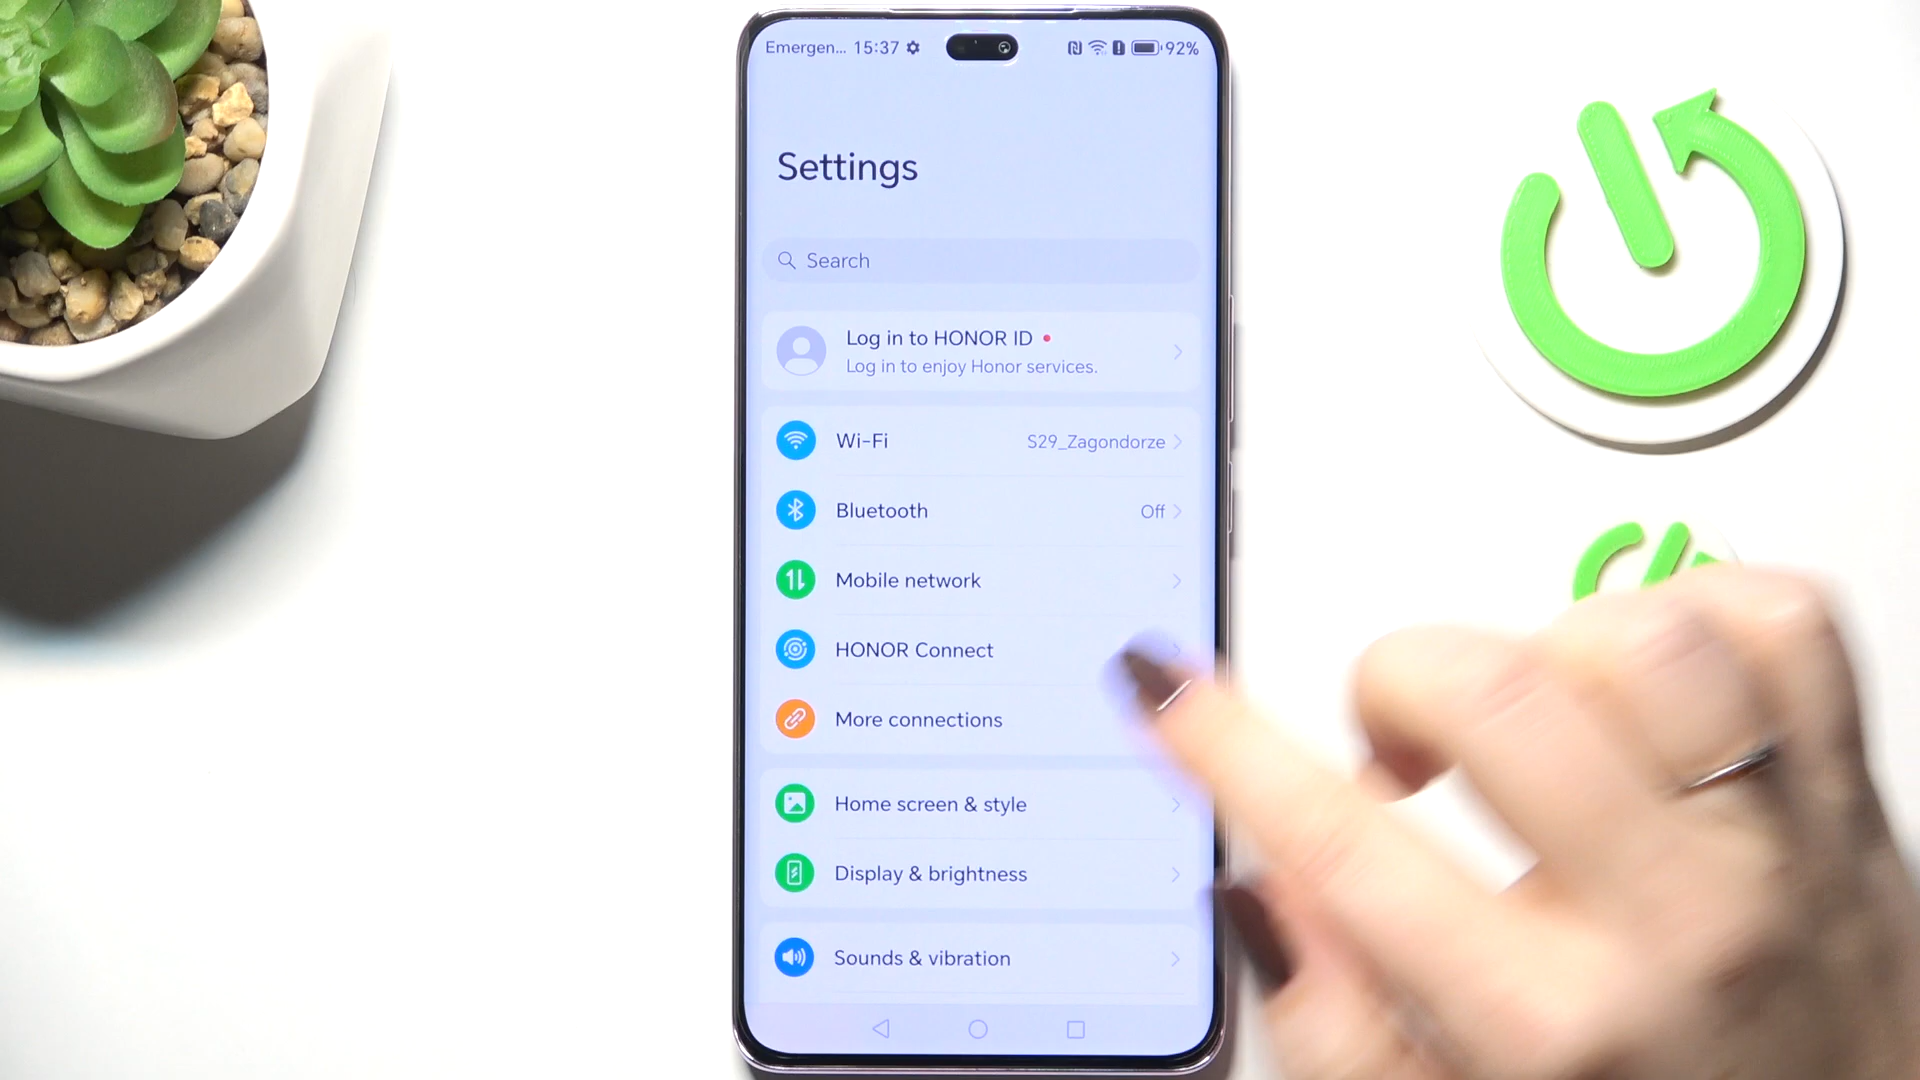 Emergen... 15:37 92%
Settings
Search
Log in to HONOR ID
Log in to enjoy Honor services.
Wi-Fi S29_Zagondorze
Bluetooth Off
Mobile network
HONOR Connect
More connections
Home screen & style
Display & brightness
Sounds & vibration